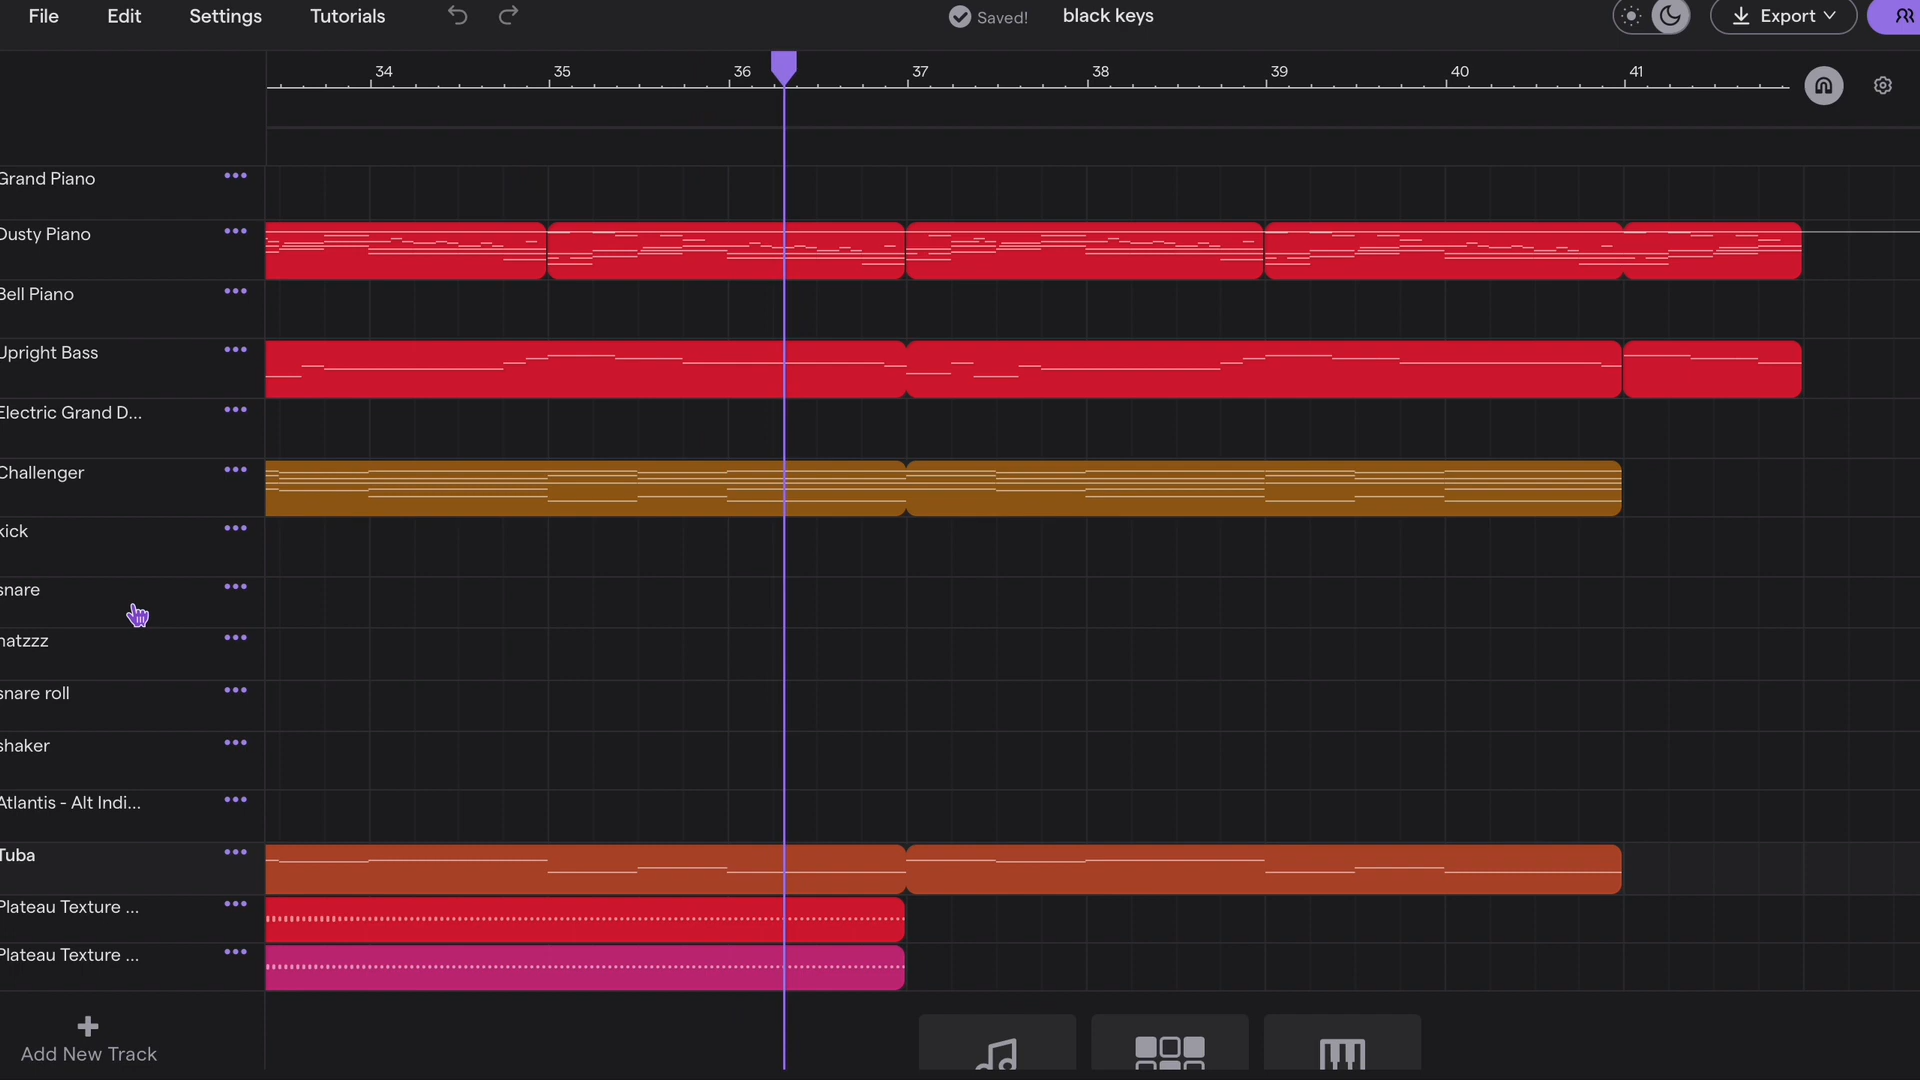 File Edit Settings Tutorials Saved! black keys Export
34 35 36 37 38 39 40 41
Grand Piano
Dusty Piano
Bell Piano
Upright Bass
Electric Grand D...
Challenger
kick
snare
hatzzz
snare roll
shaker
Atlantis - Alt Indi...
Tuba
Plateau Texture ...
Plateau Texture ...
Add New Track